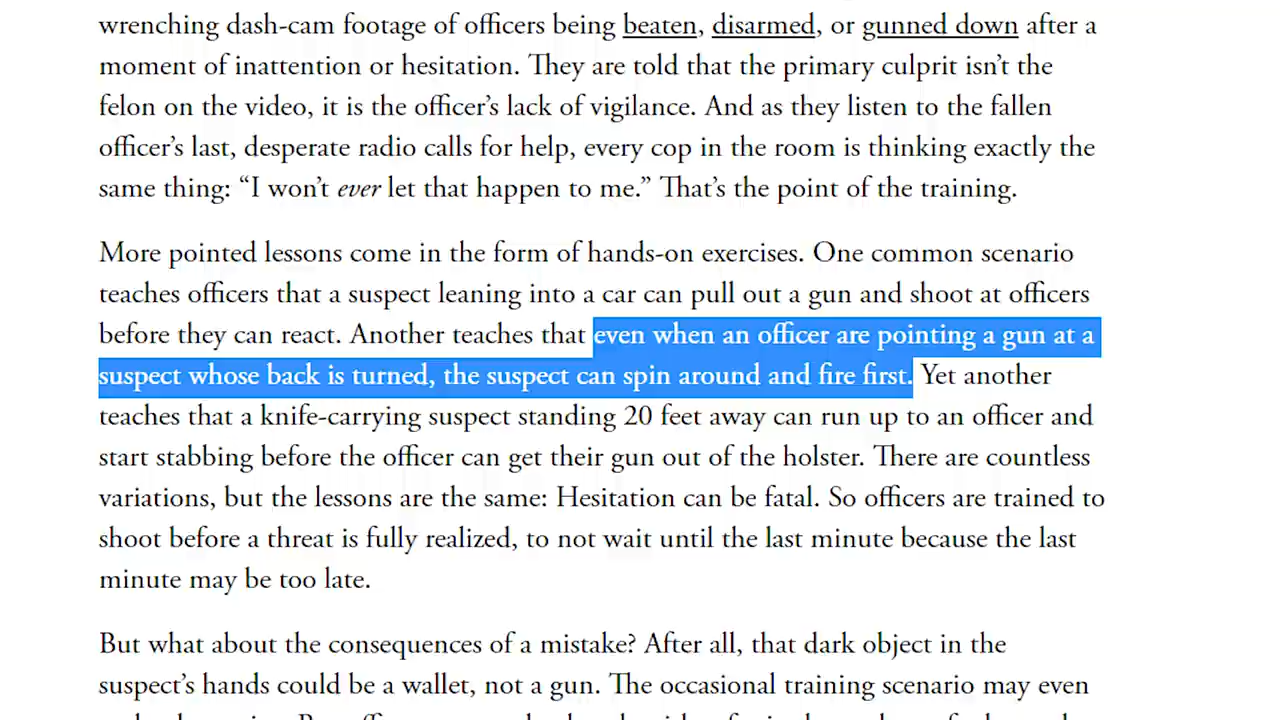 wrenching dash-cam footage of officers being beaten, disarmed, or gunned down after a
moment of inattention or hesitation. They are told that the primary culprit isn’t the
felon on the video, it is the officer’s lack of vigilance. And as they listen to the fallen
officer’s last, desperate radio calls for help, every cop in the room is thinking exactly the
same thing: “I won’t ever let that happen to me.” That’s the point of the training.
More pointed lessons come in the form of hands-on exercises. One common scenario
teaches officers that a suspect leaning into a car can pull out a gun and shoot at officers
before they can react. Another teaches that even when an officer are pointing a gun at a
suspect whose back is turned, the suspect can spin around and fire first. Yet another
teaches that a knife-carrying suspect standing 20 feet away can run up to an officer and
start stabbing before the officer can get their gun out of the holster. There are countless
variations, but the lessons are the same: Hesitation can be fatal. So officers are trained to
shoot before a threat is fully realized, to not wait until the last minute because the last
minute may be too late.
But what about the consequences of a mistake? After all, that dark object in the
suspect’s hands could be a wallet, not a gun. The occasional training scenario may even